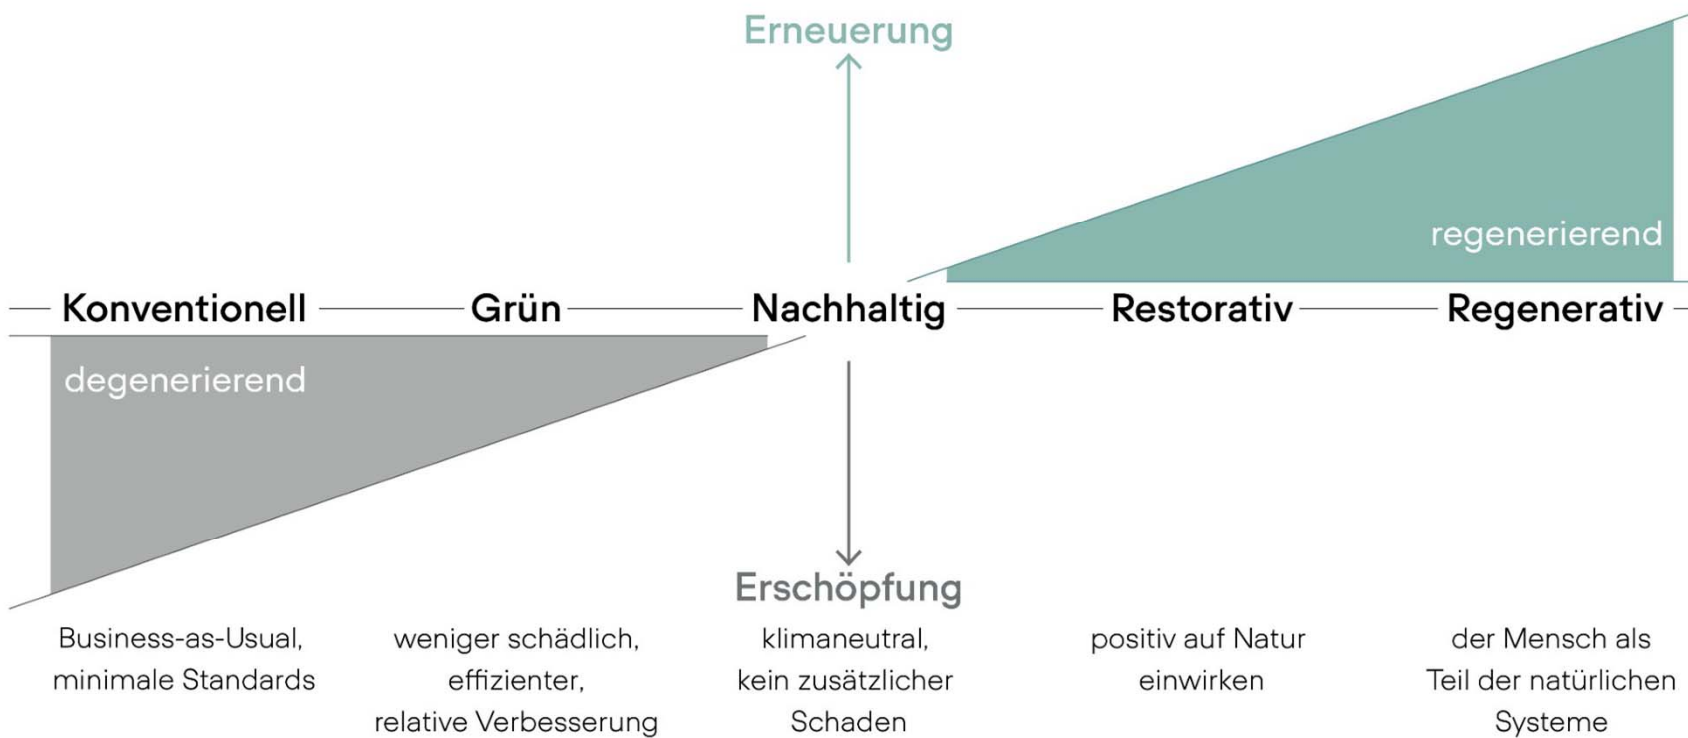 Erneuerung
regenerierend
Konventionell Grün Nachhaltig Restorativ Regenerativ
degenerierend
Erschöpfung
Business-as-Usual,
minimale Standards
weniger schädlich,
effizienter,
relative Verbesserung
klimaneutral,
kein zusätzlicher
Schaden
positiv auf Natur
einwirken
der Mensch als
Teil der natürlichen
Systeme